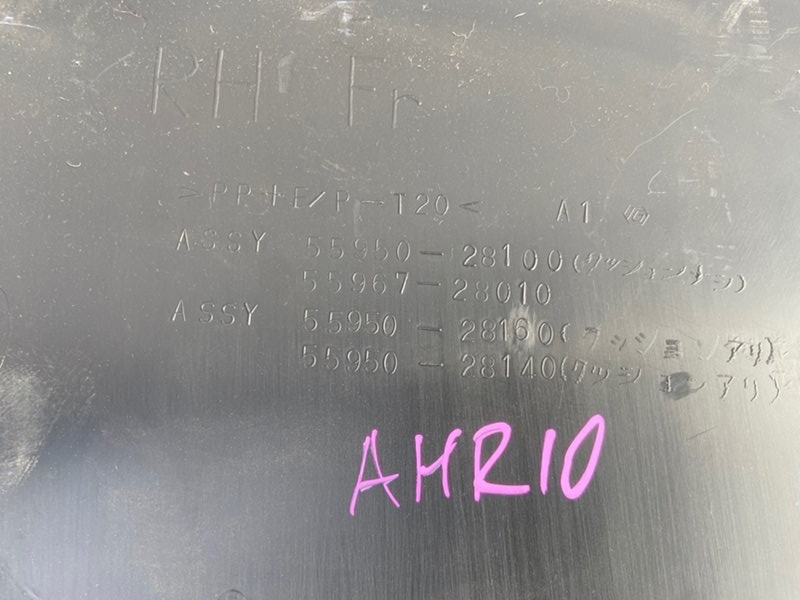 RH Fr
>PP+E/P-T20< A1
ASSY 55950-28100(クッションナシ)
55967-28010
ASSY 55950-28160(クッションアリ)
55950-28140(クッションアリ)
AHR10